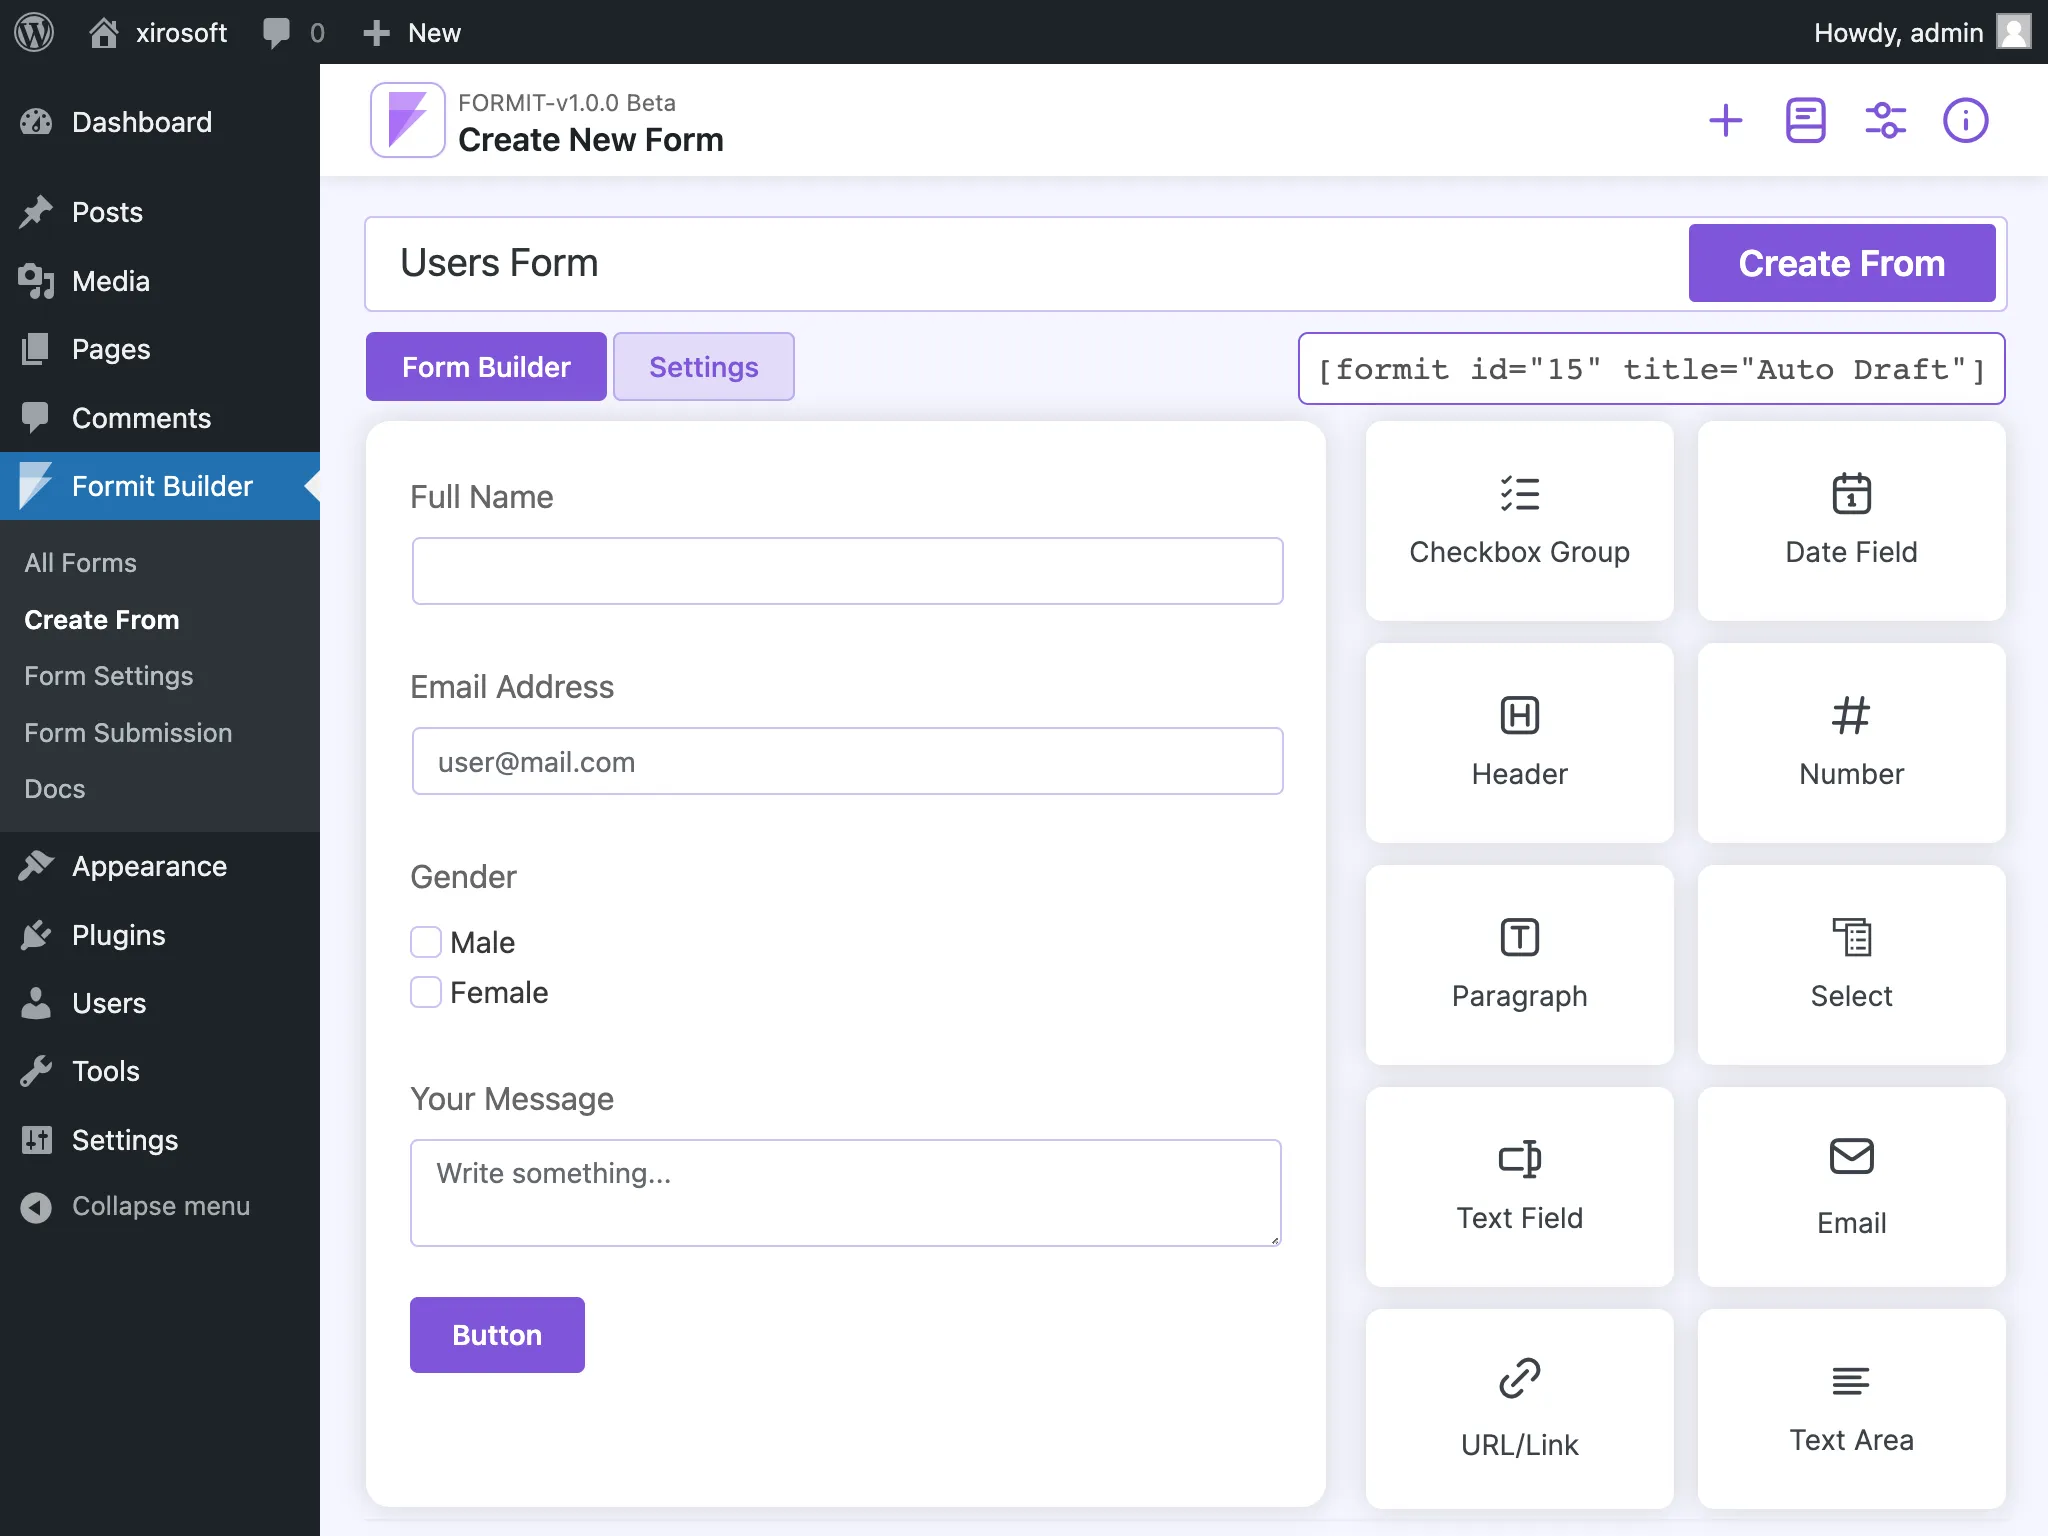 xirosoft
0
New
Howdy, admin
Dashboard
Posts
Media
Pages
Comments
Formit Builder
All Forms
Create From
Form Settings
Form Submission
Docs
Appearance
Plugins
Users
Tools
Settings
Collapse menu
FORMIT-v1.0.0 Beta
Create New Form
Users Form
Create From
Form Builder
Settings
[formit id="15" title="Auto Draft"]
Full Name
Email Address
user@mail.com
Gender
Male
Female
Your Message
Write something...
Button
Checkbox Group
1
Date Field
H
Header
#
Number
T
Paragraph
Select
Text Field
Email
URL/Link
Text Area